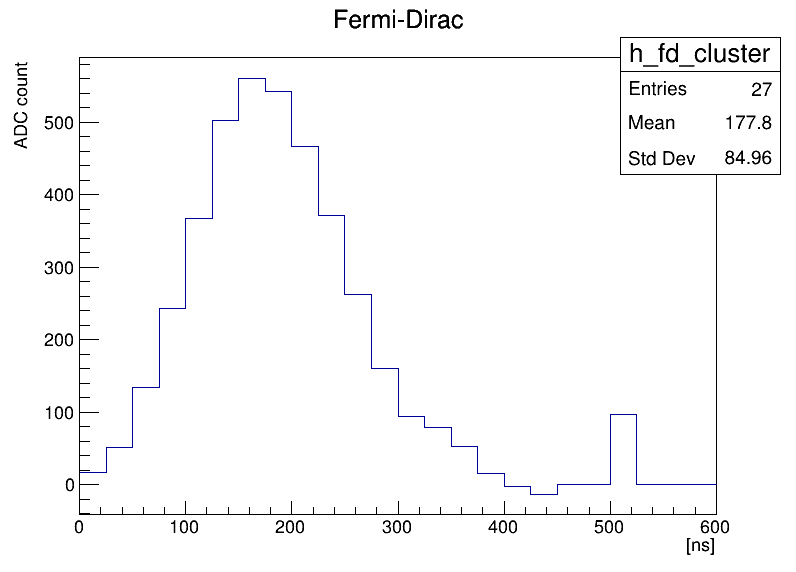 Fermi-Dirac
h_fd_cluster
Entries 27
Mean 177.8
Std Dev 84.96
ADC count
500
400
300
200
100
0
0 100 200 300 400 500 600
[ns]